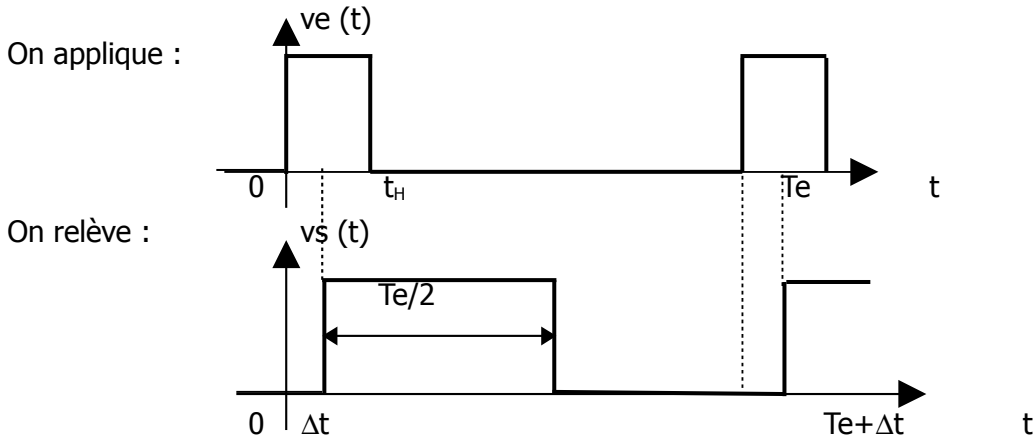 ve (t)
On applique :
0 tH Te t
On relève : vs (t)
Te/2
0 Δt Te+Δt t